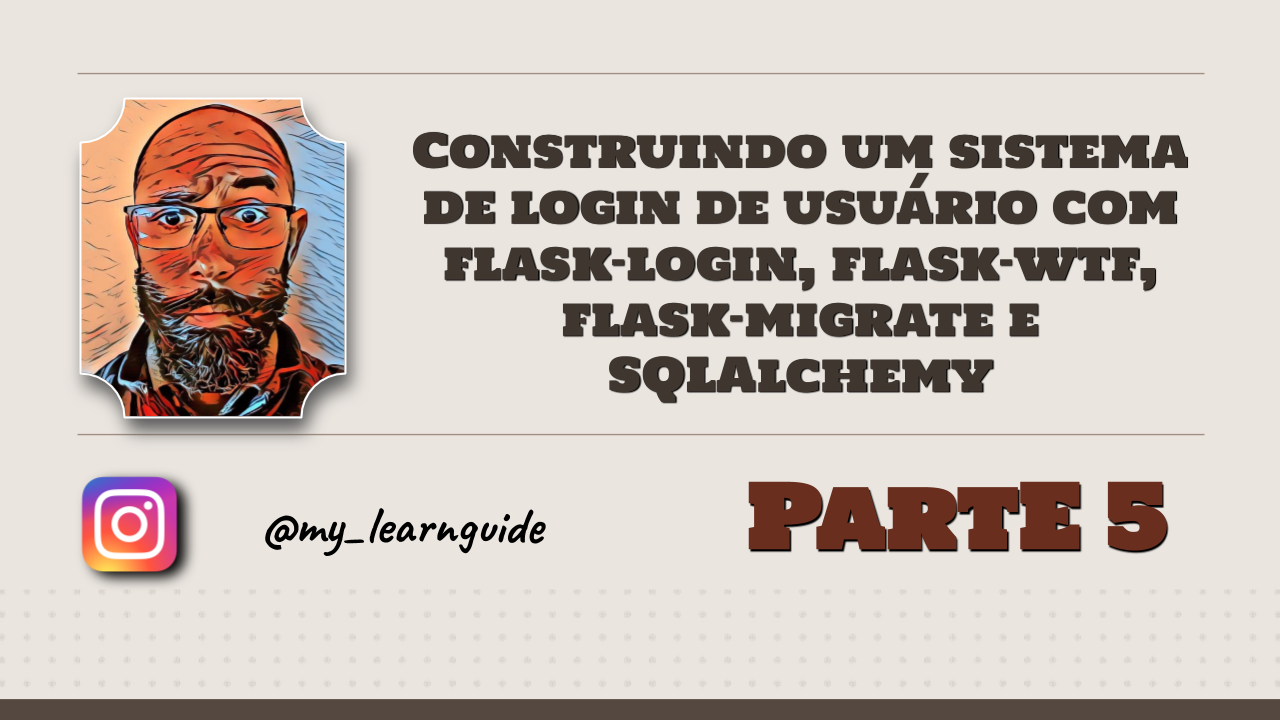 Construindo um sistema
de login de usuário com
flask-login, flask-wtf,
flask-migrate e
SQLAlchemy
@my_learnguide
PartE 5